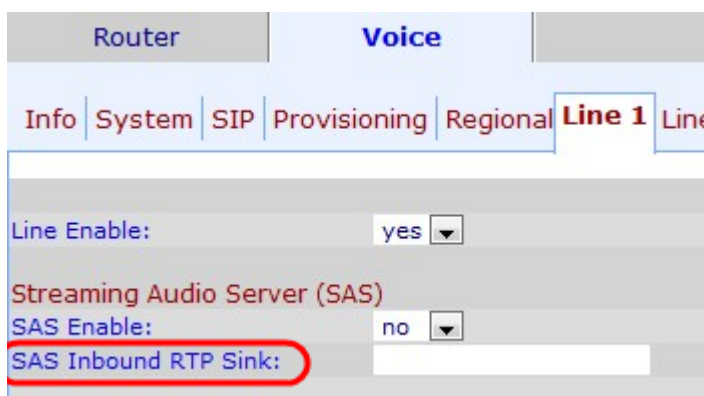 Router Voice
Info System SIP Provisioning Regional Line 1 Line
Line Enable: yes
Streaming Audio Server (SAS)
SAS Enable: no
SAS Inbound RTP Sink: